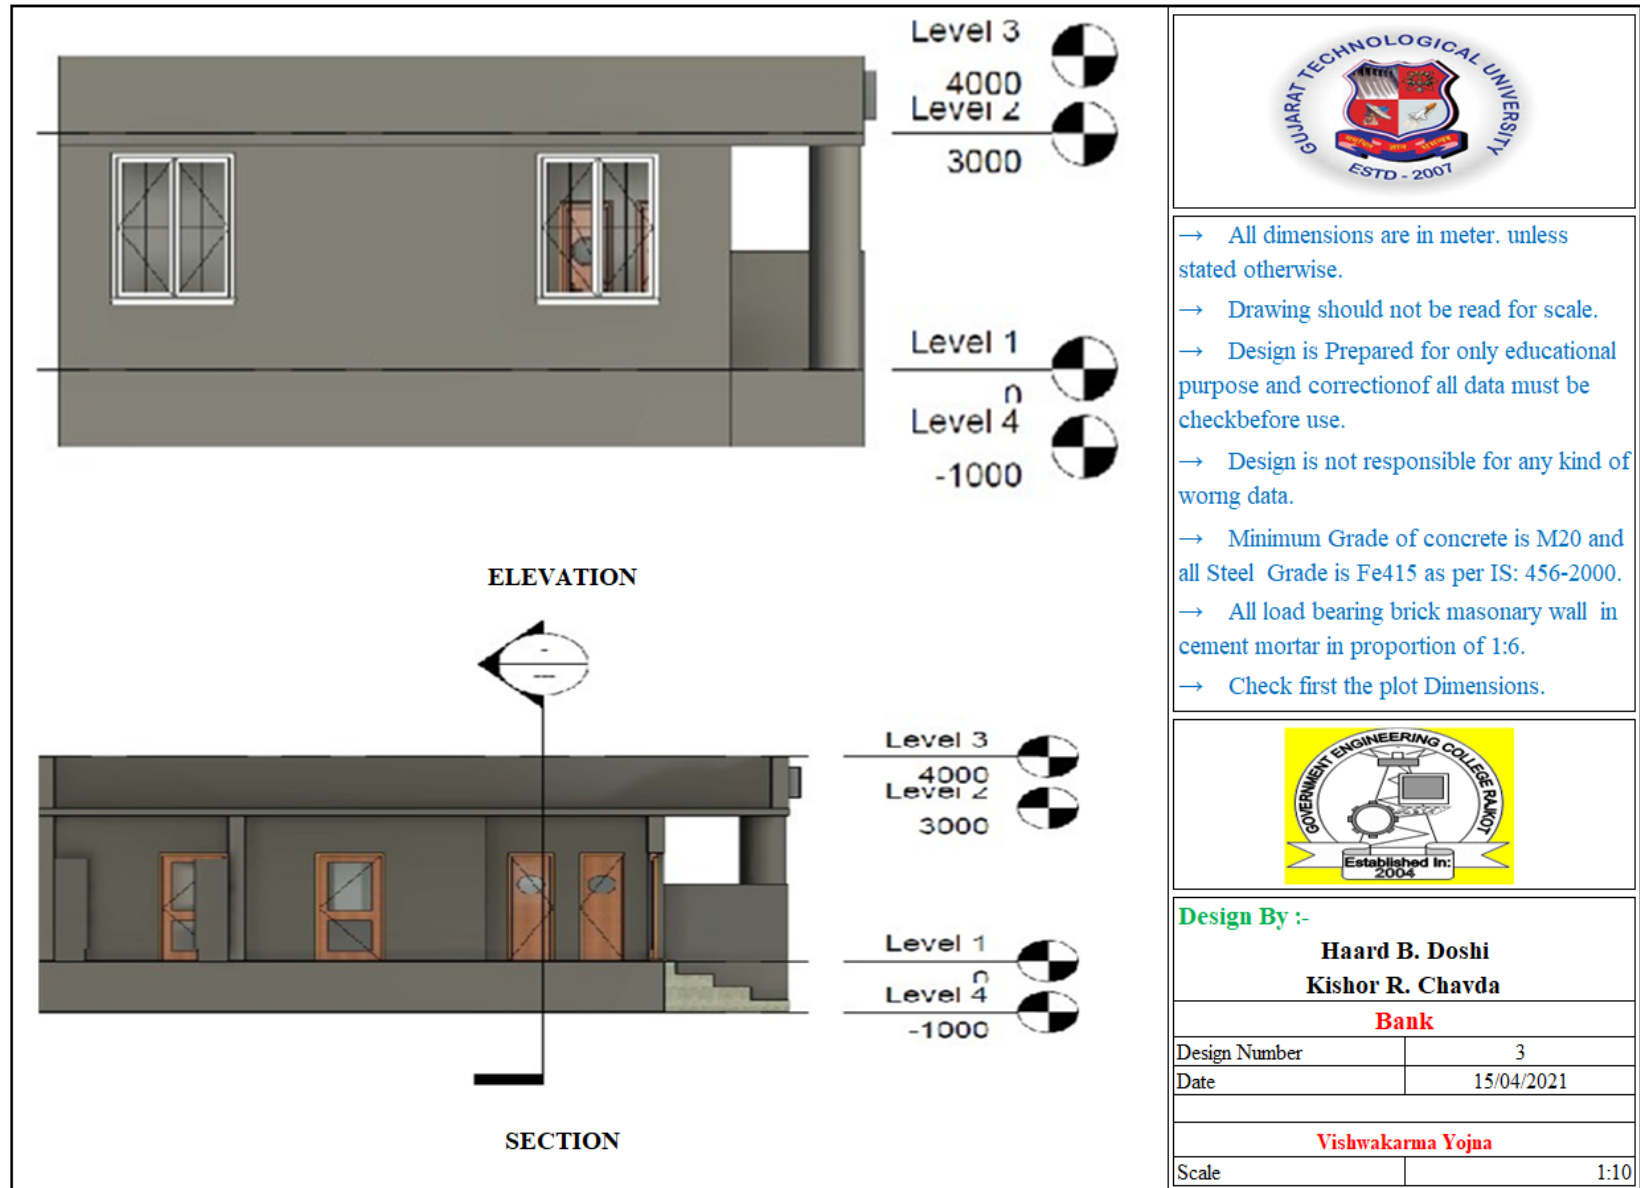 Level 3
4000
Level 2
3000
Level 1
0
Level 4
-1000
ELEVATION
-
---
Level 3
4000
Level 2
3000
Level 1
0
Level 4
-1000
SECTION
GUJARAT TECHNOLOGICAL UNIVERSITY
ESTD - 2007
→ All dimensions are in meter. unless
stated otherwise.
→ Drawing should not be read for scale.
→ Design is Prepared for only educational
purpose and correctionof all data must be
checkbefore use.
→ Design is not responsible for any kind of
worng data.
→ Minimum Grade of concrete is M20 and
all Steel Grade is Fe415 as per IS: 456-2000.
→ All load bearing brick masonary wall in
cement mortar in proportion of 1:6.
→ Check first the plot Dimensions.
GOVERNMENT ENGINEERING COLLEGE RAJKOT
Established In:
2004
Design By :-
Haard B. Doshi
Kishor R. Chavda
Bank
Design Number 3
Date 15/04/2021
Vishwakarma Yojna
Scale 1:10